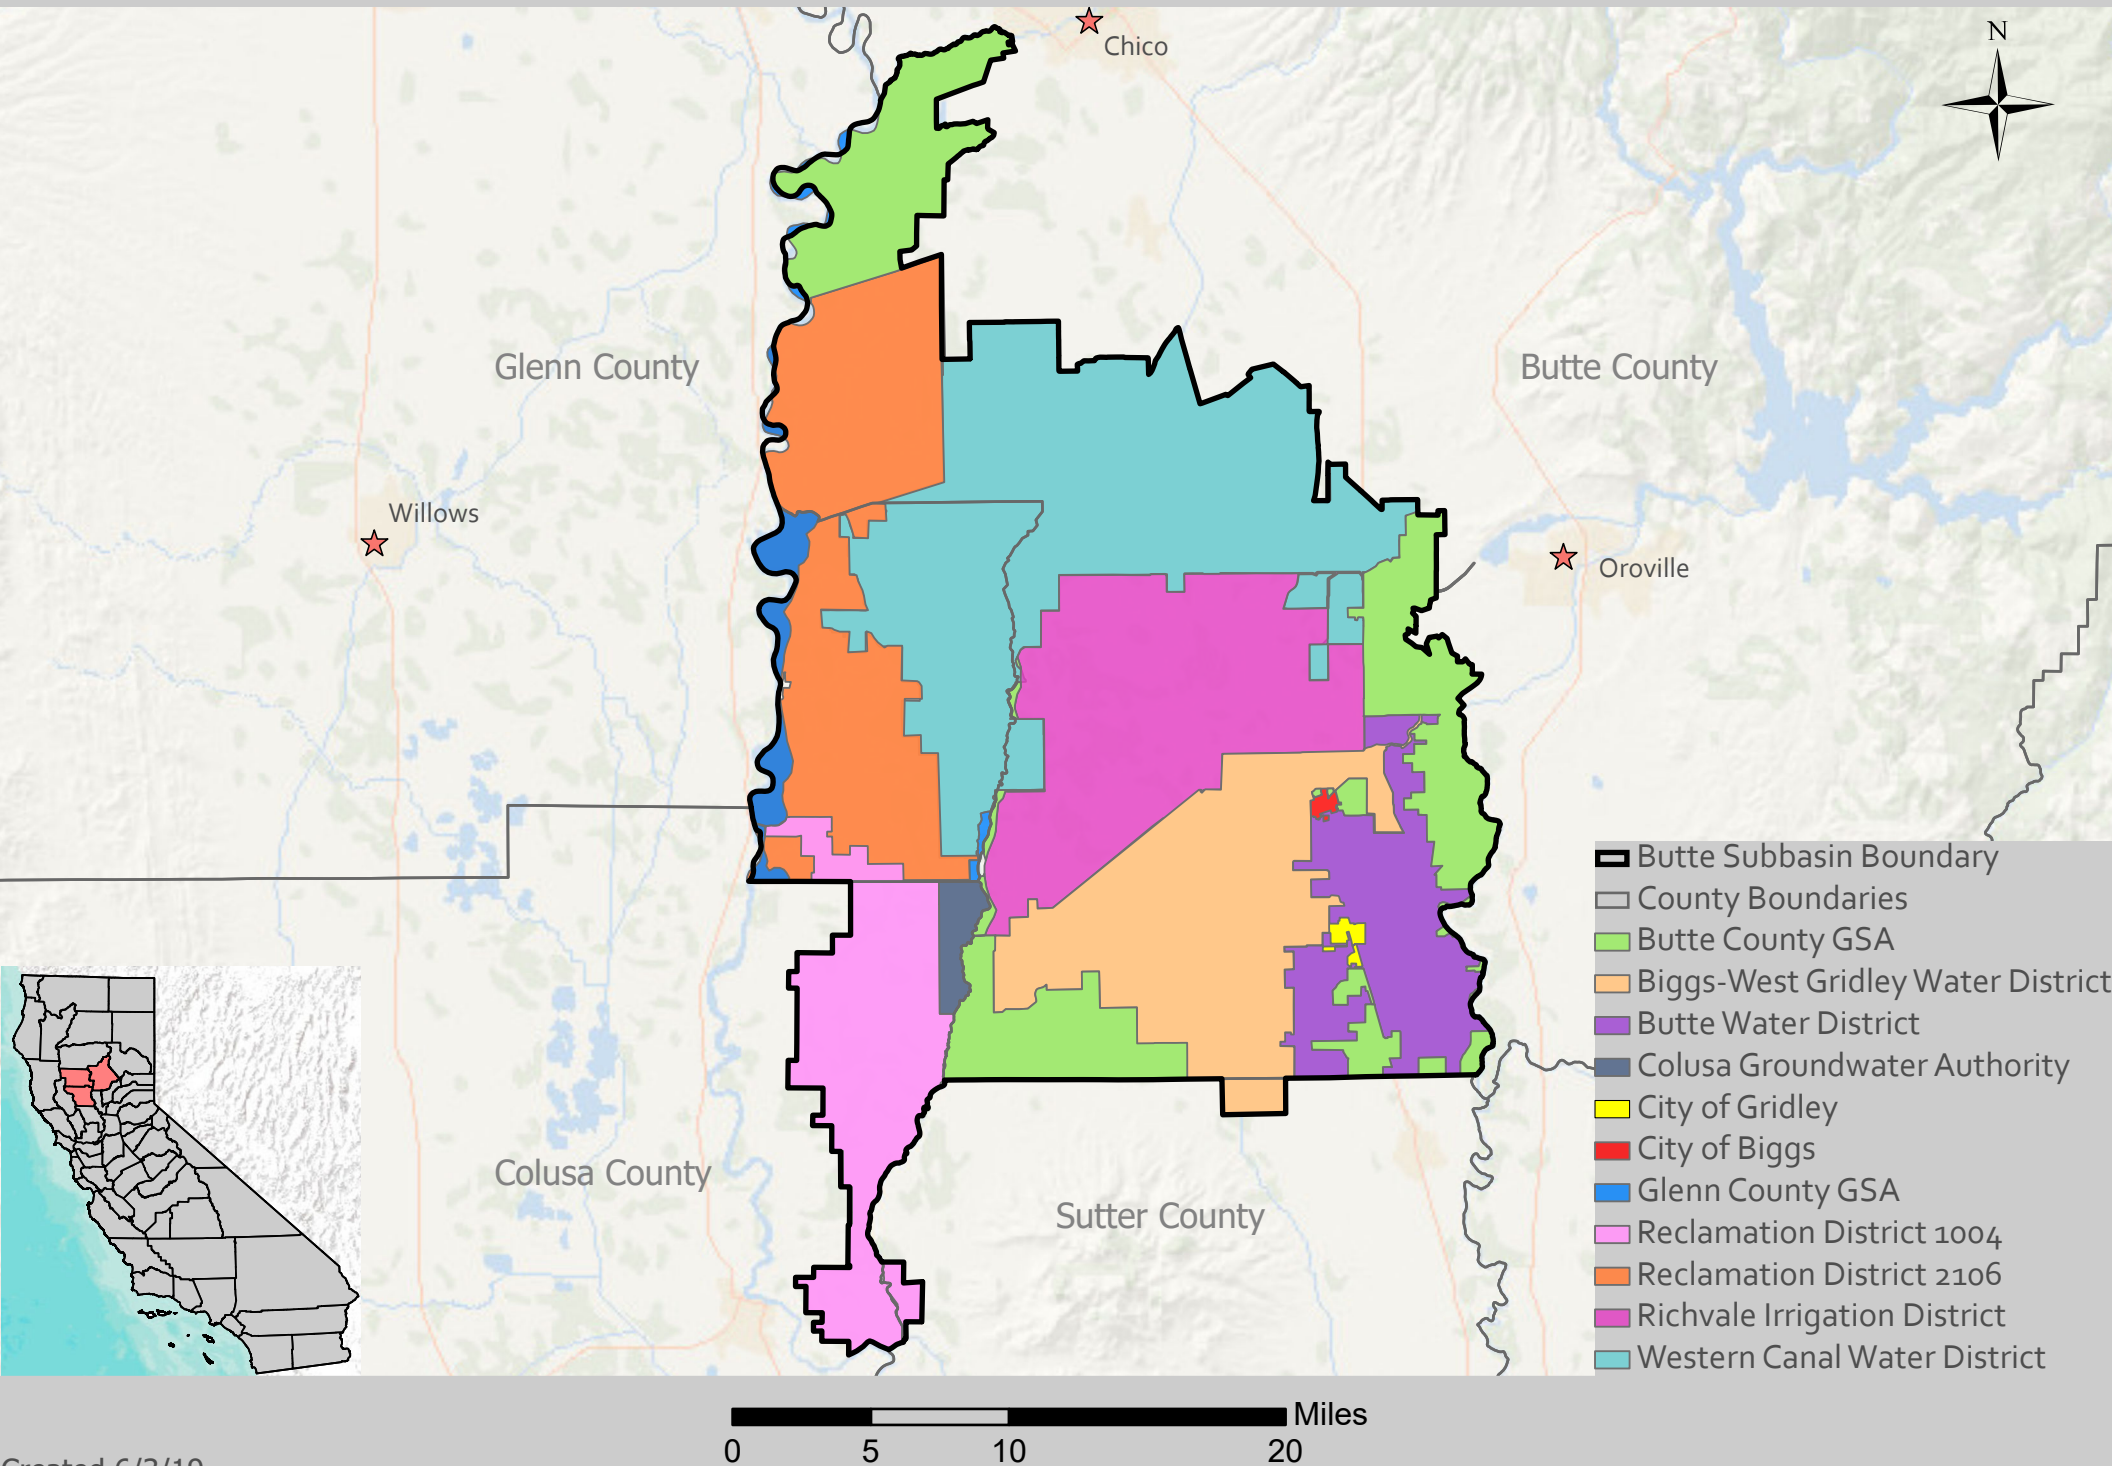 N
Chico
Glenn County
Butte County
Willows
Oroville
Colusa County
Sutter County
Butte Subbasin Boundary
County Boundaries
Butte County GSA
Biggs-West Gridley Water District
Butte Water District
Colusa Groundwater Authority
City of Gridley
City of Biggs
Glenn County GSA
Reclamation District 1004
Reclamation District 2106
Richvale Irrigation District
Western Canal Water District
Miles
0 5 10 20